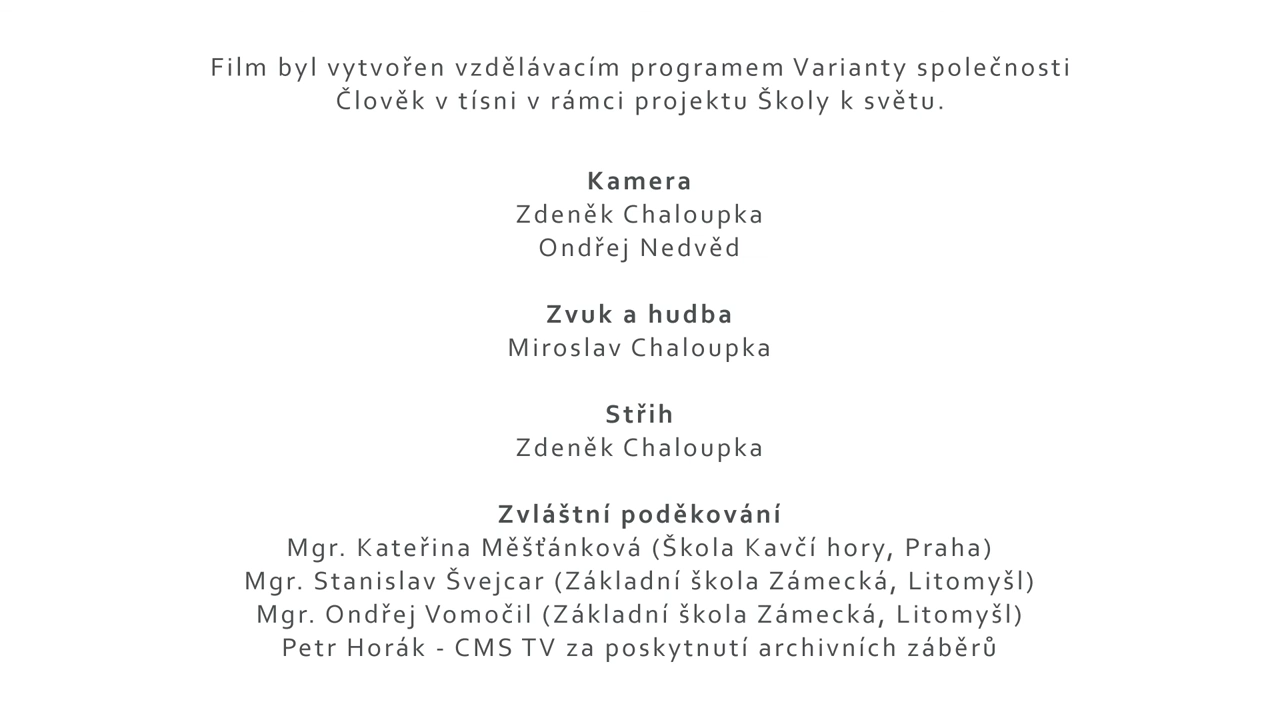 Film byl vytvořen vzdělávacím programem Varianty společnosti
Člověk v tísni v rámci projektu Školy k světu.
Kamera
Zdeněk Chaloupka
Ondřej Nedvěd
Zvuk a hudba
Miroslav Chaloupka
Střih
Zdeněk Chaloupka
Zvláštní poděkování
Mgr. Kateřina Měšťánková (Škola Kavčí hory, Praha)
Mgr. Stanislav Švejcar (Základní škola Zámecká, Litomyšl)
Mgr. Ondřej Vomočil (Základní škola Zámecká, Litomyšl)
Petr Horák - CMS TV za poskytnutí archivních záběrů